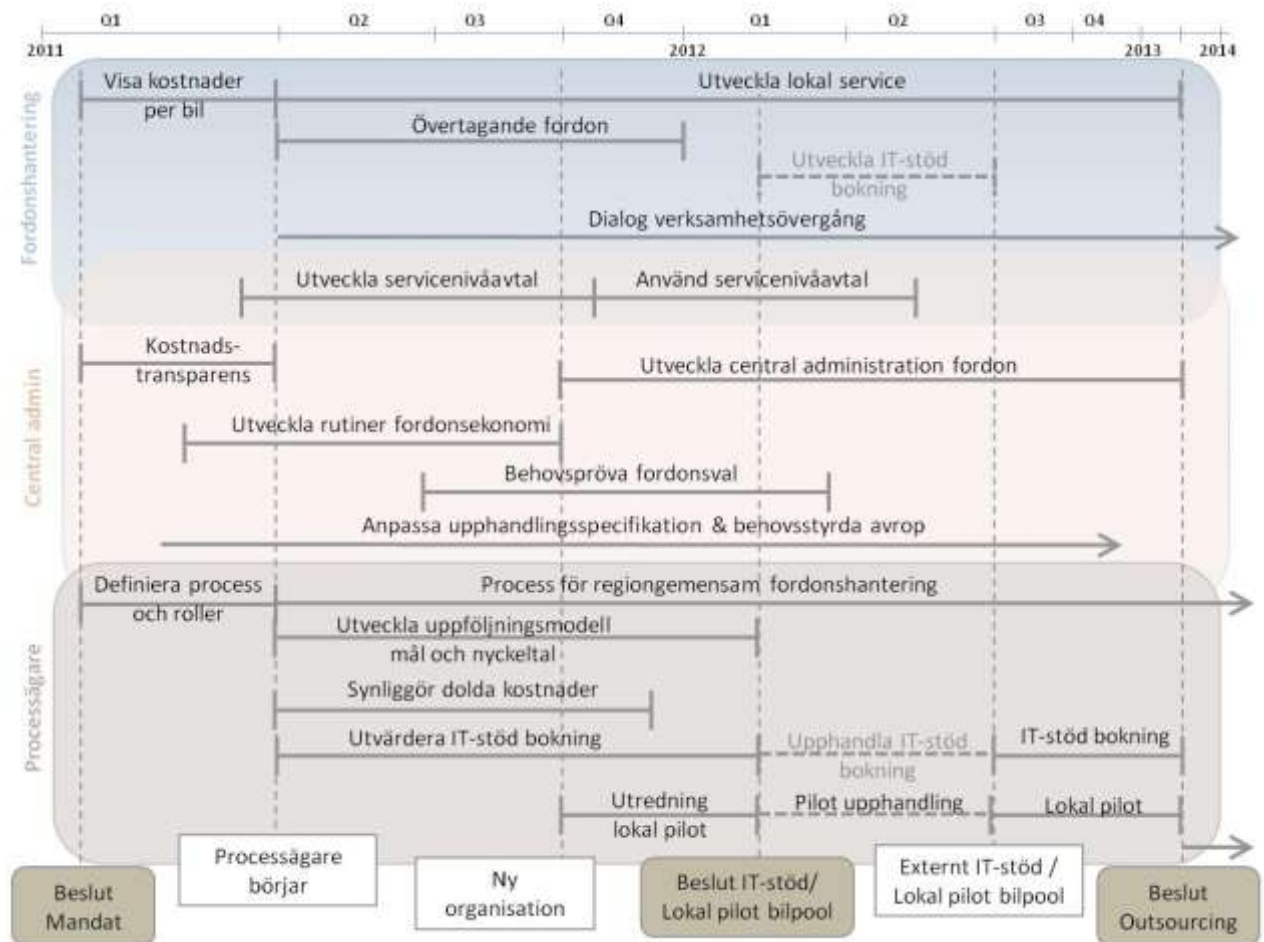 Q1 Q2 Q3 Q4 Q1 Q2 Q3 Q4
2011 2012 2013 2014
Fordonshantering
Visa kostnader
per bil
Utveckla lokal service
Övertagande fordon
Utveckla IT-stöd
bokning
Dialog verksamhetsövergång
Utveckla servicenivåavtal
Använd servicenivåavtal
Central admin
Kostnads-
transparens
Utveckla central administration fordon
Utveckla rutiner fordonsekonomi
Behovspröva fordonsval
Anpassa upphandlingsspecifikation & behovsstyrda avrop
Processägare
Definiera process
och roller
Process för regiongemensam fordonshantering
Utveckla uppföljningsmodell
mål och nyckeltal
Synliggör dolda kostnader
Utvärdera IT-stöd bokning
Upphandla IT-stöd
bokning
IT-stöd bokning
Utredning
lokal pilot
Pilot upphandling
Lokal pilot
Beslut
Mandat
Processägare
börjar
Ny
organisation
Beslut IT-stöd/
Lokal pilot bilpool
Externt IT-stöd /
Lokal pilot bilpool
Beslut
Outsourcing